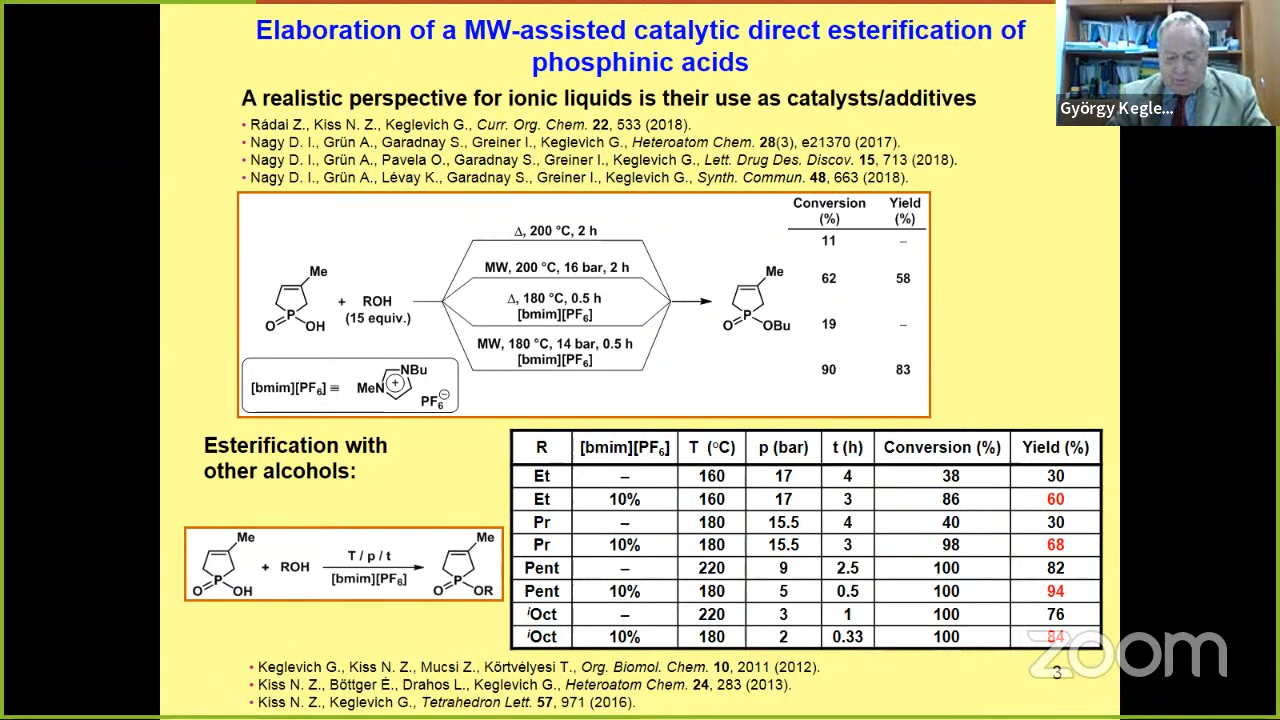 Elaboration of a MW-assisted catalytic direct esterification of
phosphinic acids
György Kegle...
A realistic perspective for ionic liquids is their use as catalysts/additives
• Rádai Z., Kiss N. Z., Keglevich G., Curr. Org. Chem. 22, 533 (2018).
• Nagy D. I., Grün A., Garadnay S., Greiner I., Keglevich G., Heteroatom Chem. 28(3), e21370 (2017).
• Nagy D. I., Grün A., Pavela O., Garadnay S., Greiner I., Keglevich G., Lett. Drug Des. Discov. 15, 713 (2018).
• Nagy D. I., Grün A., Lévay K., Garadnay S., Greiner I., Keglevich G., Synth. Commun. 48, 663 (2018).
Conversion Yield
(%) (%)
Δ, 200 °C, 2 h
11 –
MW, 200 °C, 16 bar, 2 h
62 58
Δ, 180 °C, 0.5 h
[bmim][PF6]
19 –
MW, 180 °C, 14 bar, 0.5 h
[bmim][PF6]
90 83
Me
P
O OH
+ ROH
(15 equiv.)
Me
P
O OBu
[bmim][PF6] ≡ MeN + NBu
PF6 −
Esterification with
other alcohols:
Me
P
O OH
+ ROH
T / p / t
[bmim][PF6]
Me
P
O OR
R [bmim][PF6] T (°C) p (bar) t (h) Conversion (%) Yield (%)
Et – 160 17 4 38 30
Et 10% 160 17 3 86 60
Pr – 180 15.5 4 40 30
Pr 10% 180 15.5 3 98 68
Pent – 220 9 2.5 100 82
Pent 10% 180 5 0.5 100 94
iOct – 220 3 1 100 76
iOct 10% 180 2 0.33 100 84
zoom
3
• Keglevich G., Kiss N. Z., Mucsi Z., Körtvélyesi T., Org. Biomol. Chem. 10, 2011 (2012).
• Kiss N. Z., Böttger É., Drahos L., Keglevich G., Heteroatom Chem. 24, 283 (2013).
• Kiss N. Z., Keglevich G., Tetrahedron Lett. 57, 971 (2016).